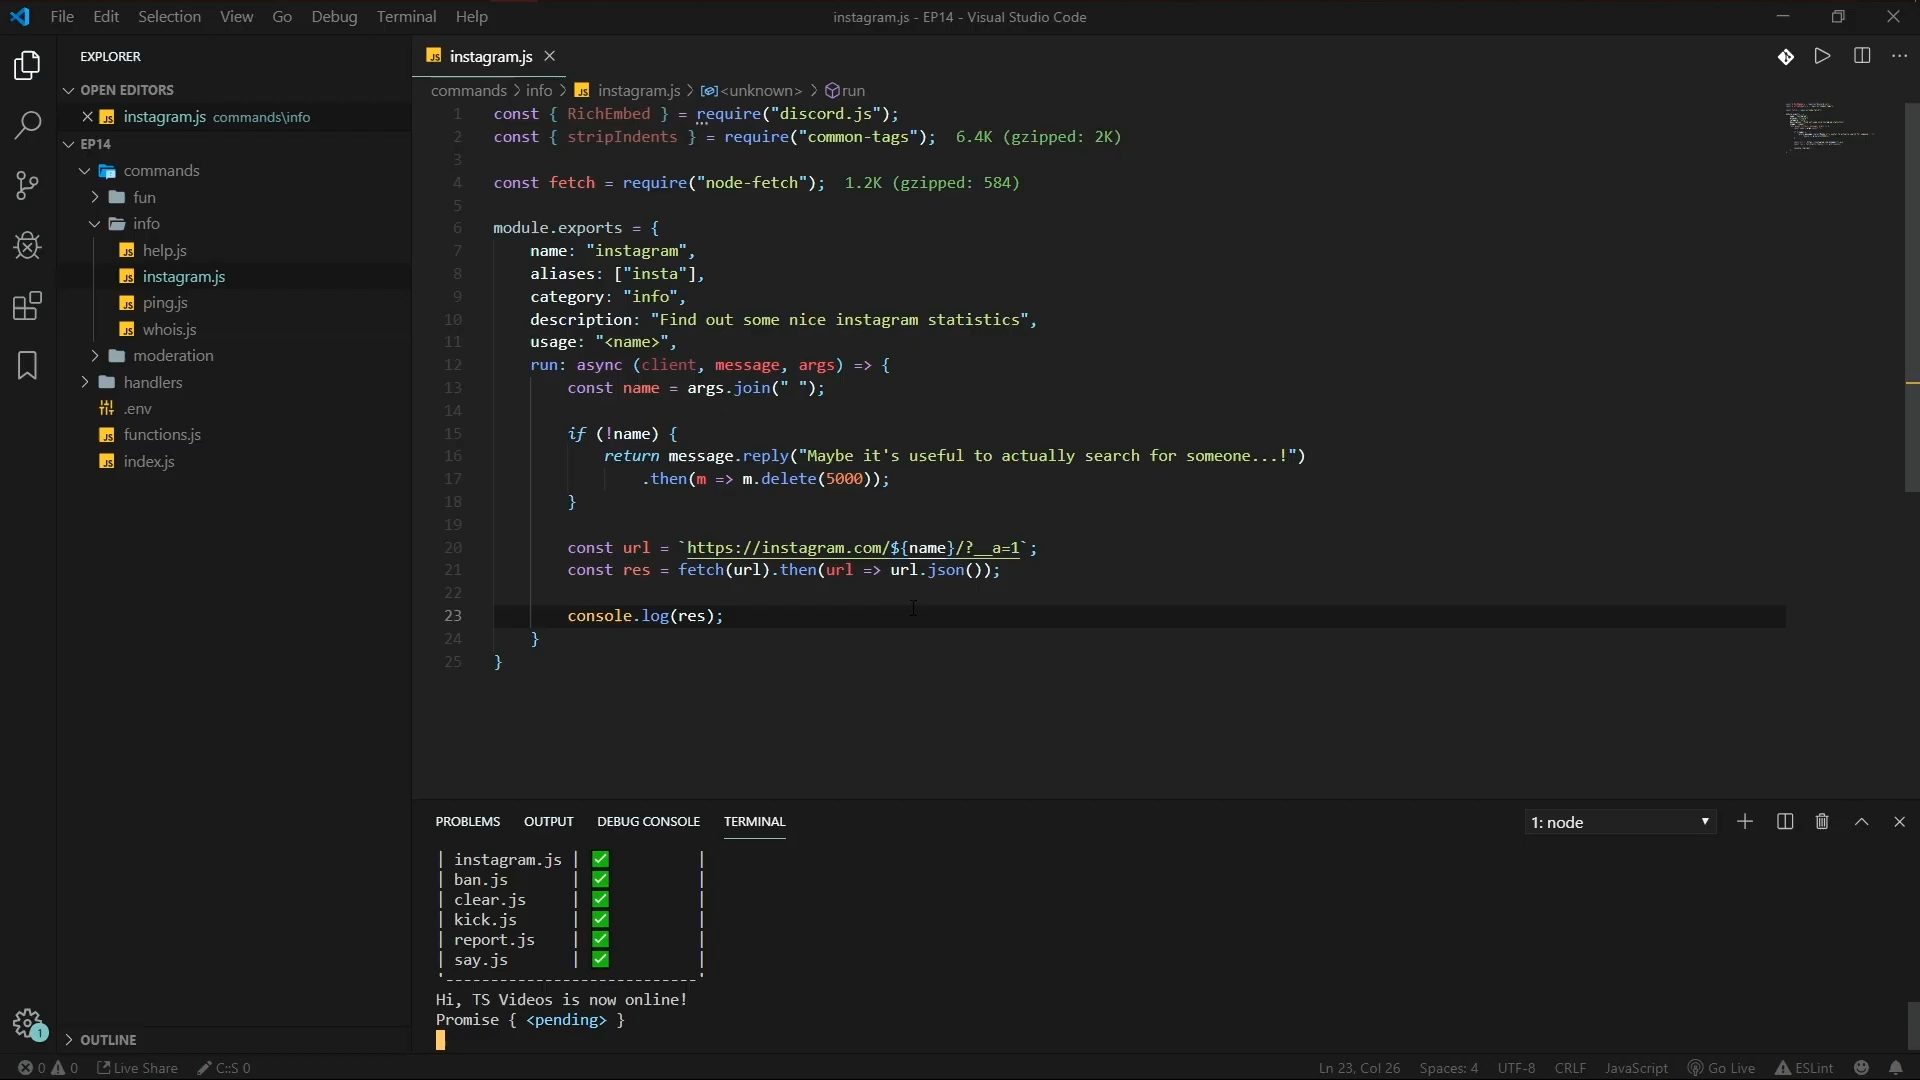 File Edit Selection View Go Debug Terminal Help
instagram.js - EP14 - Visual Studio Code
EXPLORER
OPEN EDITORS
instagram.js commands\info
EP14
commands
fun
info
help.js
instagram.js
ping.js
whois.js
moderation
handlers
.env
functions.js
index.js
OUTLINE
instagram.js
commands > info > instagram.js > <unknown> > run
1 const { RichEmbed } = require("discord.js");
2 const { stripIndents } = require("common-tags"); 6.4K (gzipped: 2K)
3
4 const fetch = require("node-fetch"); 1.2K (gzipped: 584)
5
6 module.exports = {
7 name: "instagram",
8 aliases: ["insta"],
9 category: "info",
10 description: "Find out some nice instagram statistics",
11 usage: "<name>",
12 run: async (client, message, args) => {
13 const name = args.join(" ");
14
15 if (!name) {
16 return message.reply("Maybe it's useful to actually search for someone...!")
17 .then(m => m.delete(5000));
18 }
19
20 const url = `https://instagram.com/${name}/?__a=1`;
21 const res = fetch(url).then(url => url.json());
22
23 console.log(res);
24 }
25 }
PROBLEMS OUTPUT DEBUG CONSOLE TERMINAL
1: node
| instagram.js | ✅ |
| ban.js | ✅ |
| clear.js | ✅ |
| kick.js | ✅ |
| report.js | ✅ |
| say.js | ✅ |
'----------------------------'
Hi, TS Videos is now online!
Promise { <pending> }
1
0 0 Live Share C:S 0
Ln 23, Col 26 Spaces: 4 UTF-8 CRLF JavaScript Go Live ESLint